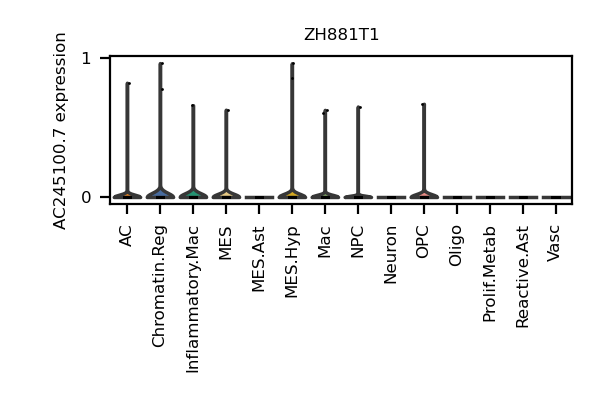 ZH881T1
AC245100.7 expression
1
0
AC
Chromatin.Reg
Inflammatory.Mac
MES
MES.Ast
MES.Hyp
Mac
NPC
Neuron
OPC
Oligo
Prolif.Metab
Reactive.Ast
Vasc